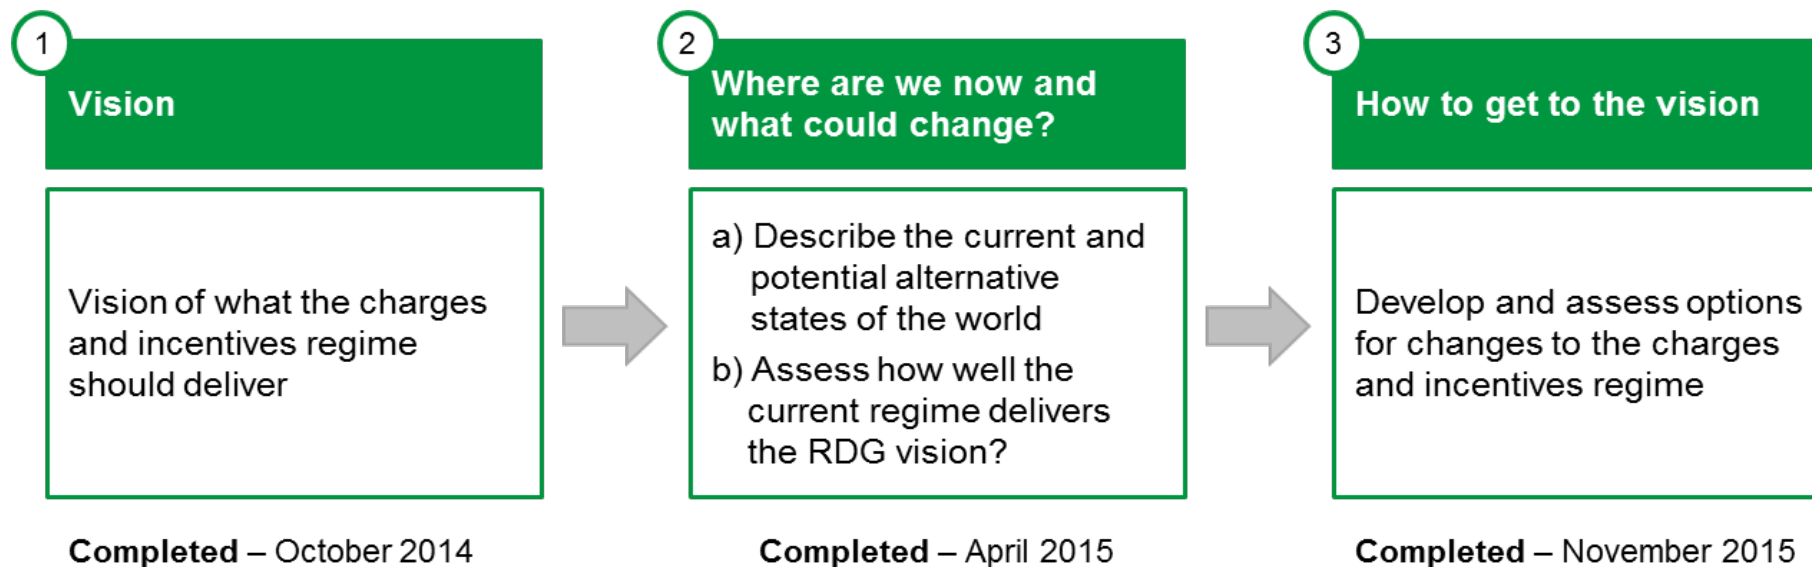 1
Vision
Vision of what the charges
and incentives regime
should deliver
Completed – October 2014
2
Where are we now and
what could change?
a) Describe the current and
potential alternative
states of the world
b) Assess how well the
current regime delivers
the RDG vision?
Completed – April 2015
3
How to get to the vision
Develop and assess options
for changes to the charges
and incentives regime
Completed – November 2015